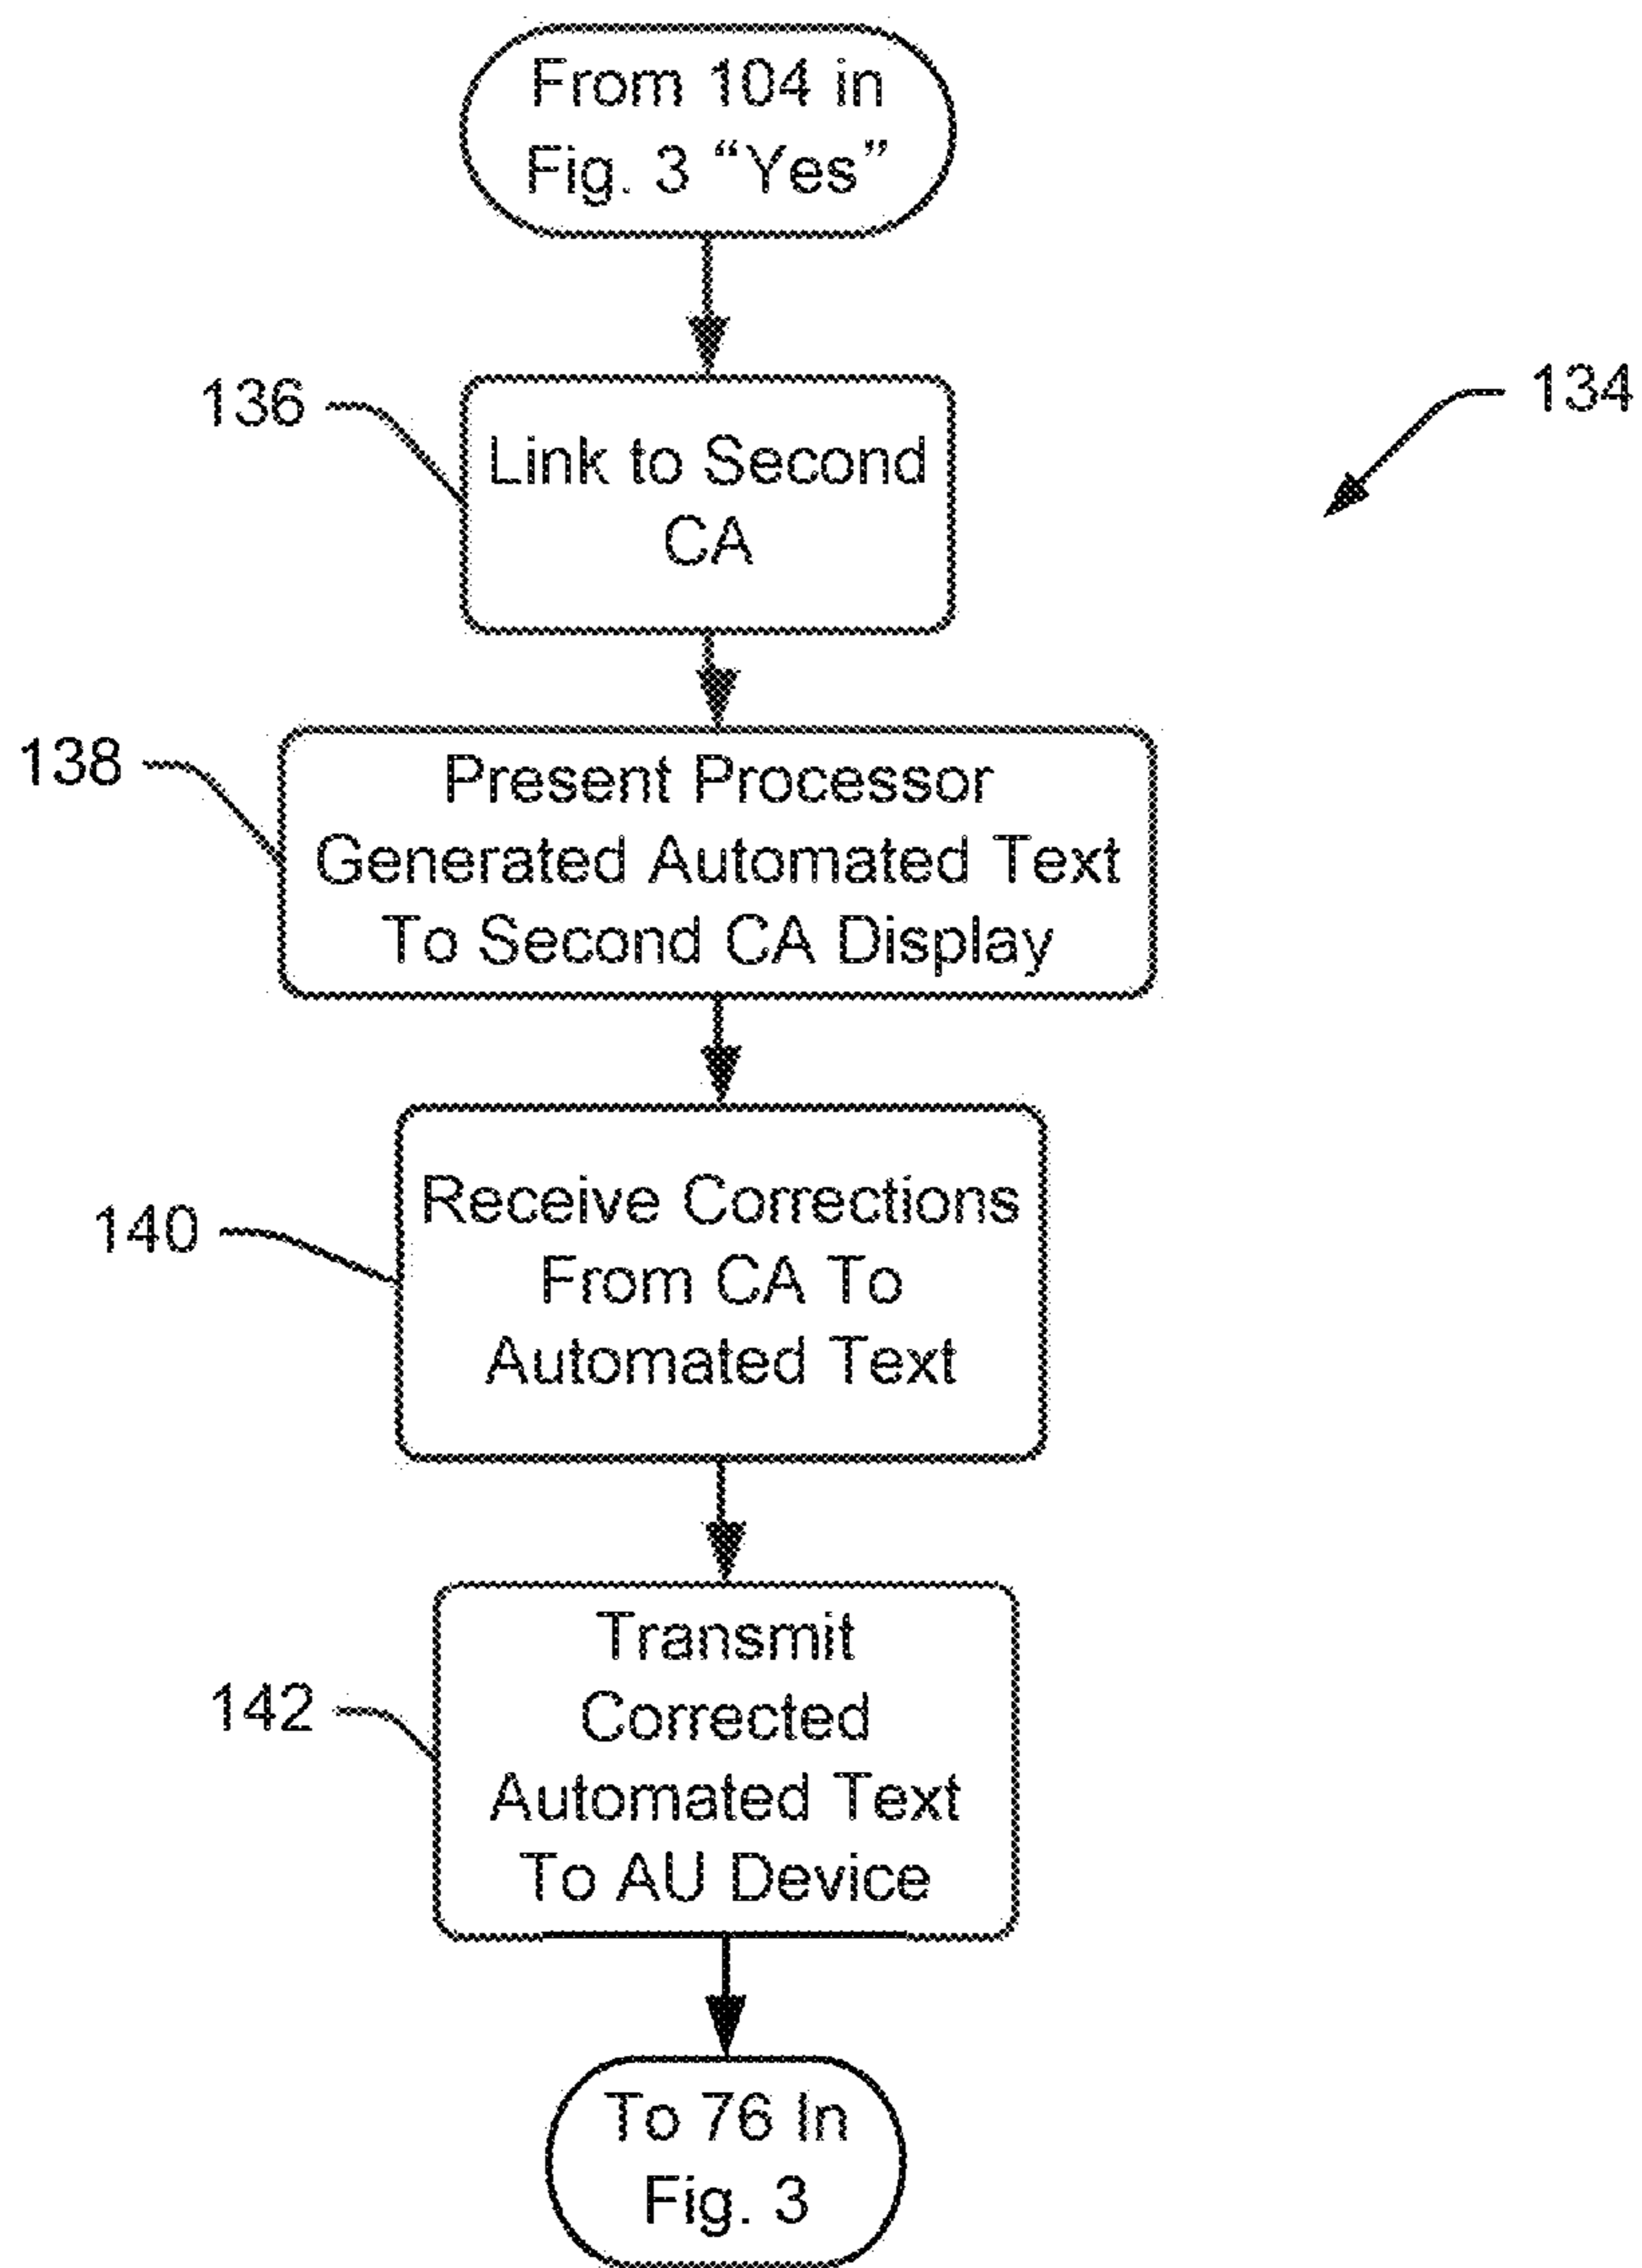 From 104 in
Fig. 3 “Yes”
136
134
Link to Second
CA
138
Present Processor
Generated Automated Text
To Second CA Display
140
Receive Corrections
From CA To
Automated Text
142
Transmit
Corrected
Automated Text
To AU Device
To 76 In
Fig. 3